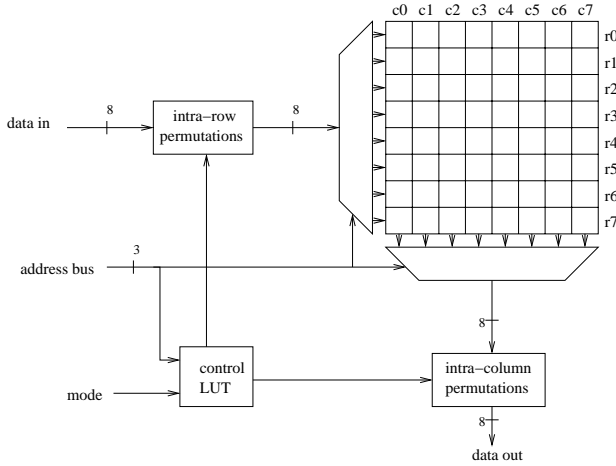 c0 c1 c2 c3 c4 c5 c6 c7
r0
r1
r2
r3
r4
r5
r6
r7
data in
8
intra−row
permutations
8
address bus
3
mode
control
LUT
8
intra−column
permutations
8
data out